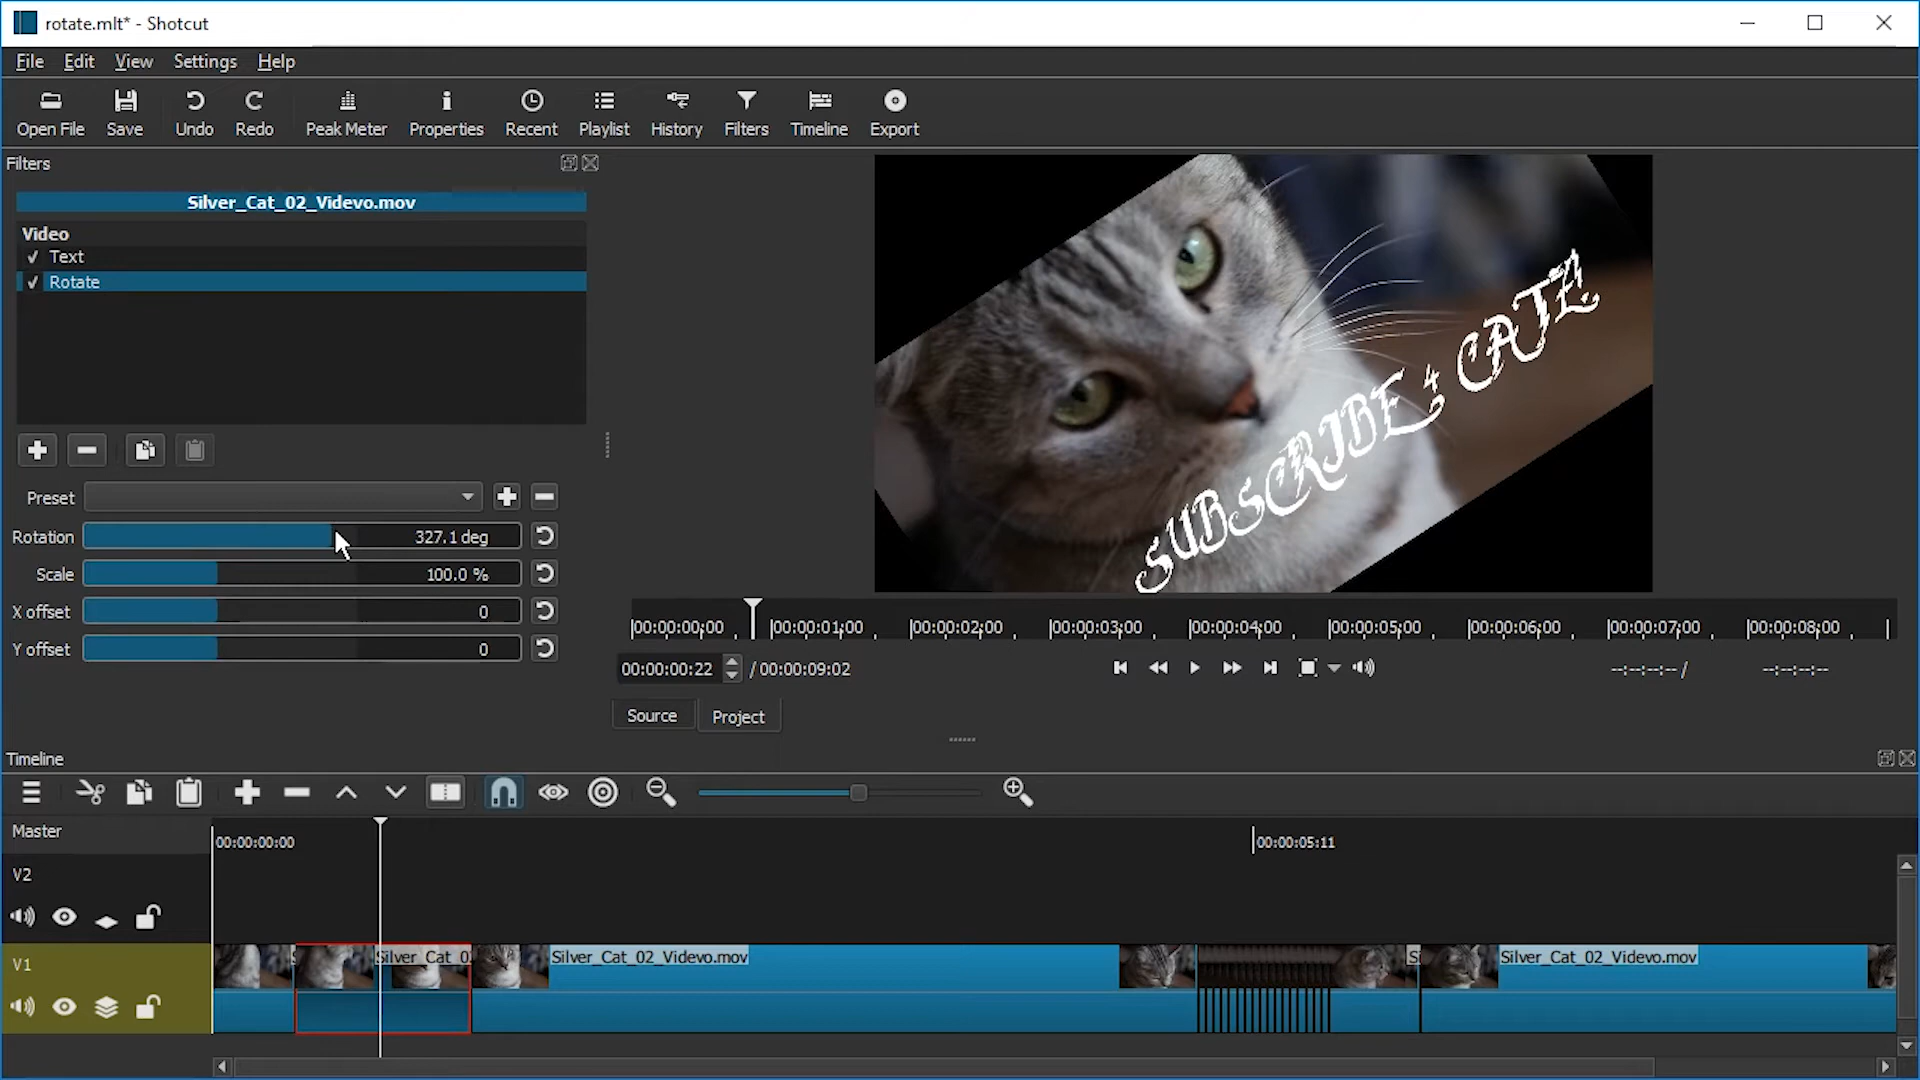 rotate.mlt* - Shotcut
File Edit View Settings Help
Open File Save Undo Redo Peak Meter Properties Recent Playlist History Filters Timeline Export
Filters
Silver_Cat_02_Videvo.mov
Video
✓ Text
✓ Rotate
SUBSCRIBE 4 CATE
Preset
Rotation 327.1 deg
Scale 100.0 %
X offset 0
Y offset 0
00:00:00:00 00:00:01:00 00:00:02:00 00:00:03:00 00:00:04:00 00:00:05:00 00:00:06:00 00:00:07:00 00:00:08:00
00:00:00:22 / 00:00:09:02 --:--:--:-- / --:--:--:--
Source Project
Timeline
Master
00:00:00:00 00:00:05:11
V2
V1
Silver_Cat_0 Silver_Cat_02_Videvo.mov Si Silver_Cat_02_Videvo.mov